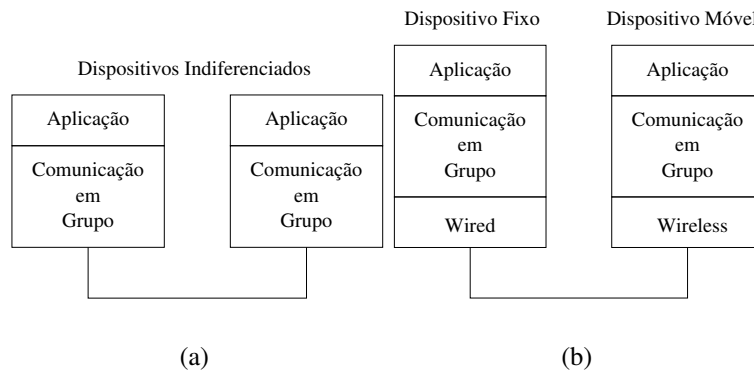 Dispositivos Indiferenciados
Aplicação
Comunicação
em
Grupo
Aplicação
Comunicação
em
Grupo
(a)
Dispositivo Fixo
Aplicação
Comunicação
em
Grupo
Wired
Dispositivo Móvel
Aplicação
Comunicação
em
Grupo
Wireless
(b)